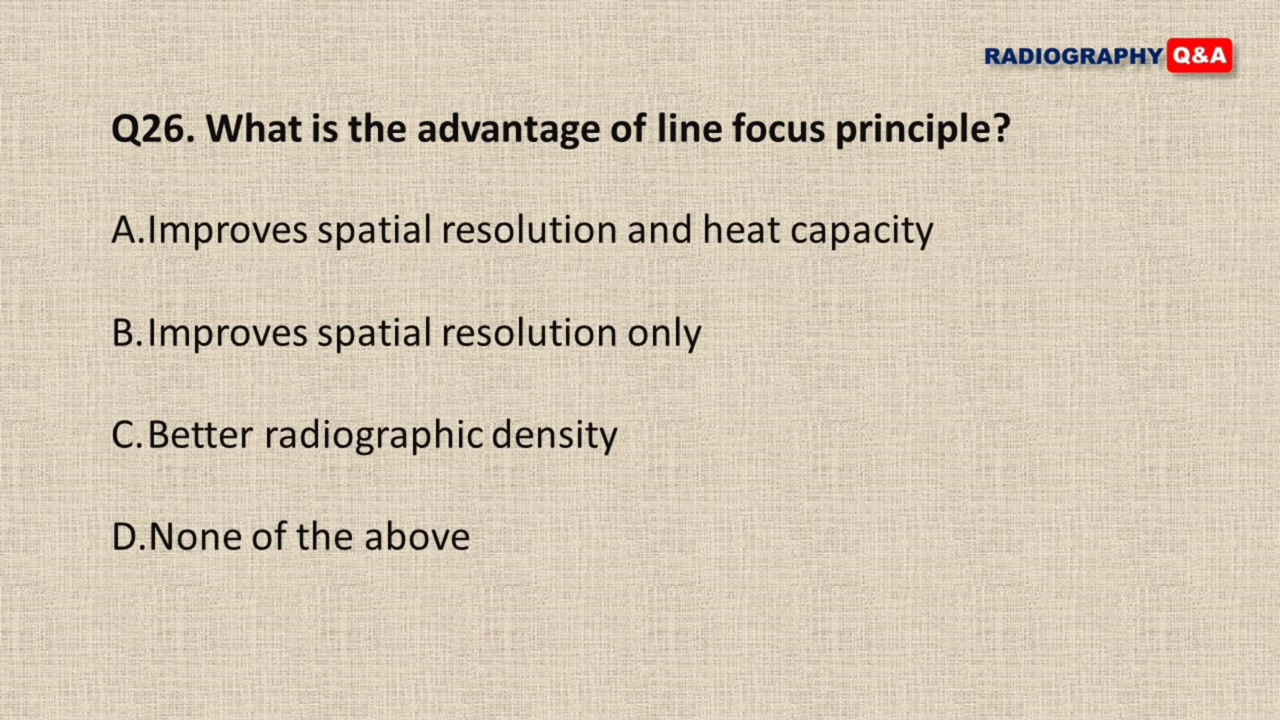 RADIOGRAPHY Q&A
Q26. What is the advantage of line focus principle?
A.Improves spatial resolution and heat capacity
B.Improves spatial resolution only
C.Better radiographic density
D.None of the above